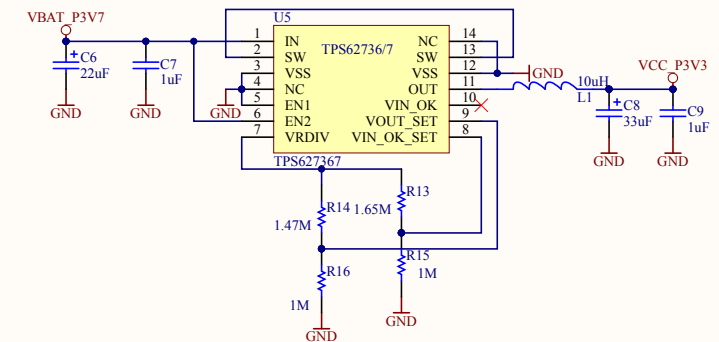 VBAT_P3V7
C6
22uF
GND
C7
1uF
GND
U5
TPS62736/7
1 IN
2 SW
3 VSS
4 NC
5 EN1
6 EN2
7 VRDIV
NC 14
SW 13
VSS 12
OUT 11
VIN_OK 10
VOUT_SET 9
VIN_OK_SET 8
TPS627367
GND
GND
10uH
L1
VCC_P3V3
C8
33uF
GND
C9
1uF
GND
R14
1.47M
R13
1.65M
R16
1M
GND
R15
1M
GND